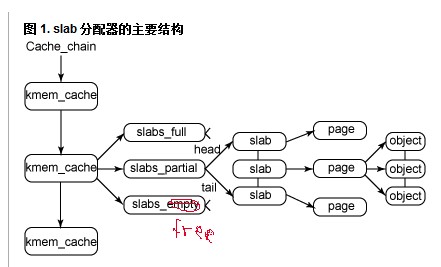 图 1. slab 分配器的主要结构
Cache_chain
kmem_cache
slabs_full
head
slab
page
object
kmem_cache
slabs_partial
slab
page
object
tail
slabs_empty
slab
page
object
free
kmem_cache